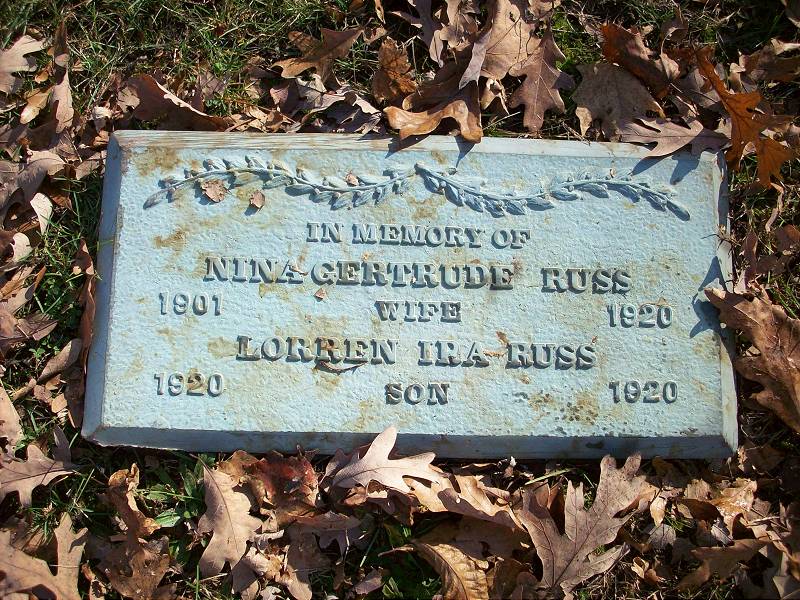 IN MEMORY OF
NINA GERTRUDE RUSS
1901 WIFE 1920
LORREN IRA RUSS
1920 SON 1920